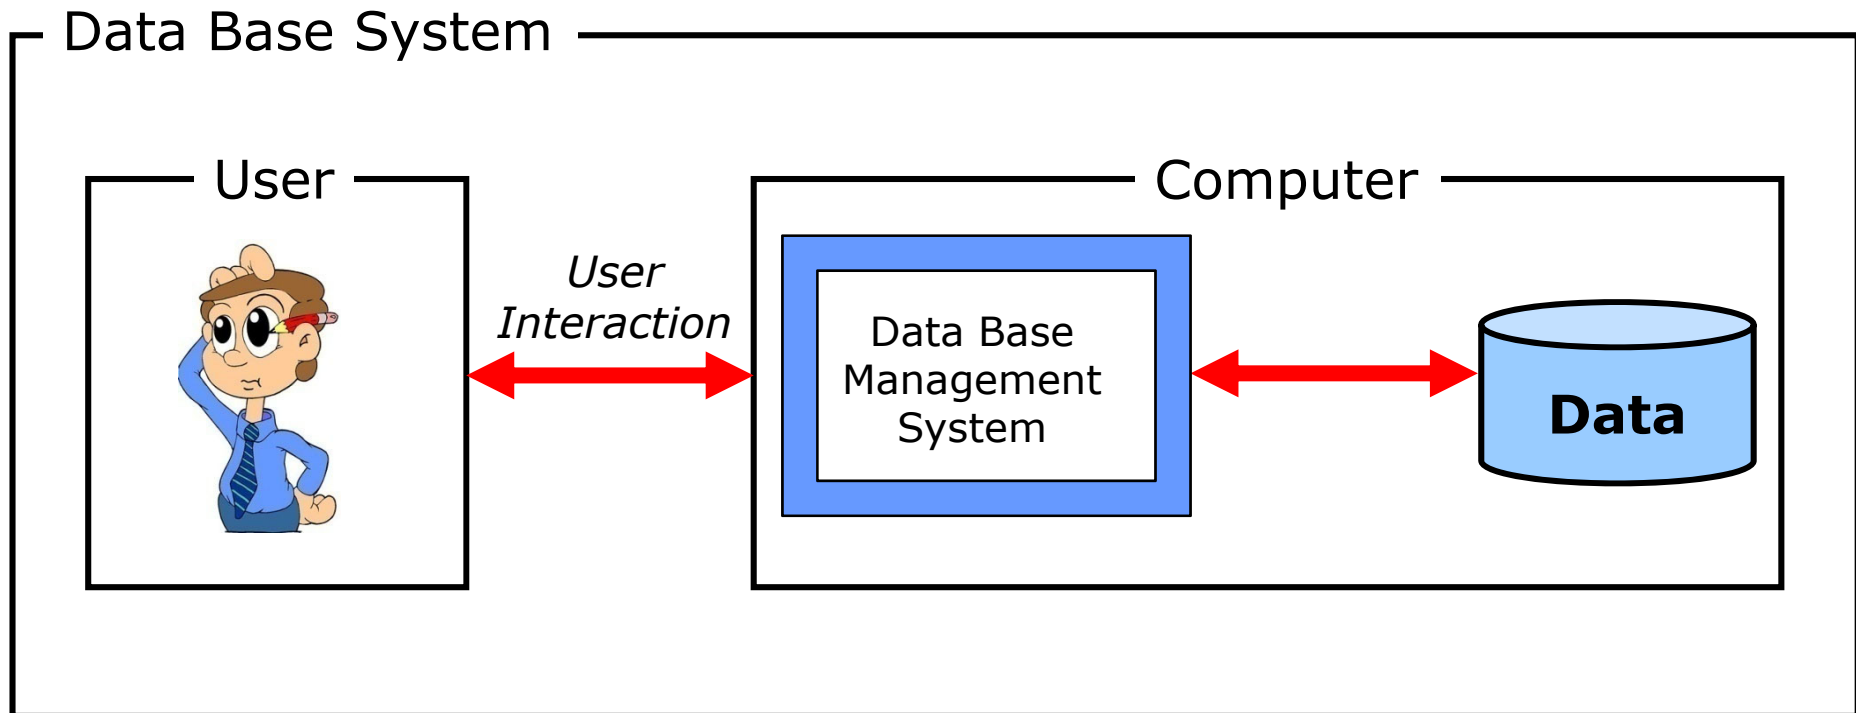 Data Base System
User
Computer
User
Interaction
Data Base
Management
System
Data